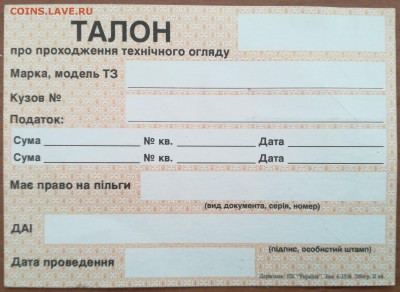 COINS.LAVE.RU
ТАЛОН
про проходження технічного огляду
Марка, модель ТЗ
Кузов №
Податок:
Сума № кв. Дата
Сума № кв. Дата
Має право на пільги
(вид документа, серія, номер)
ДАІ
(підпис, особистий штамп)
Дата проведення
"Україна"